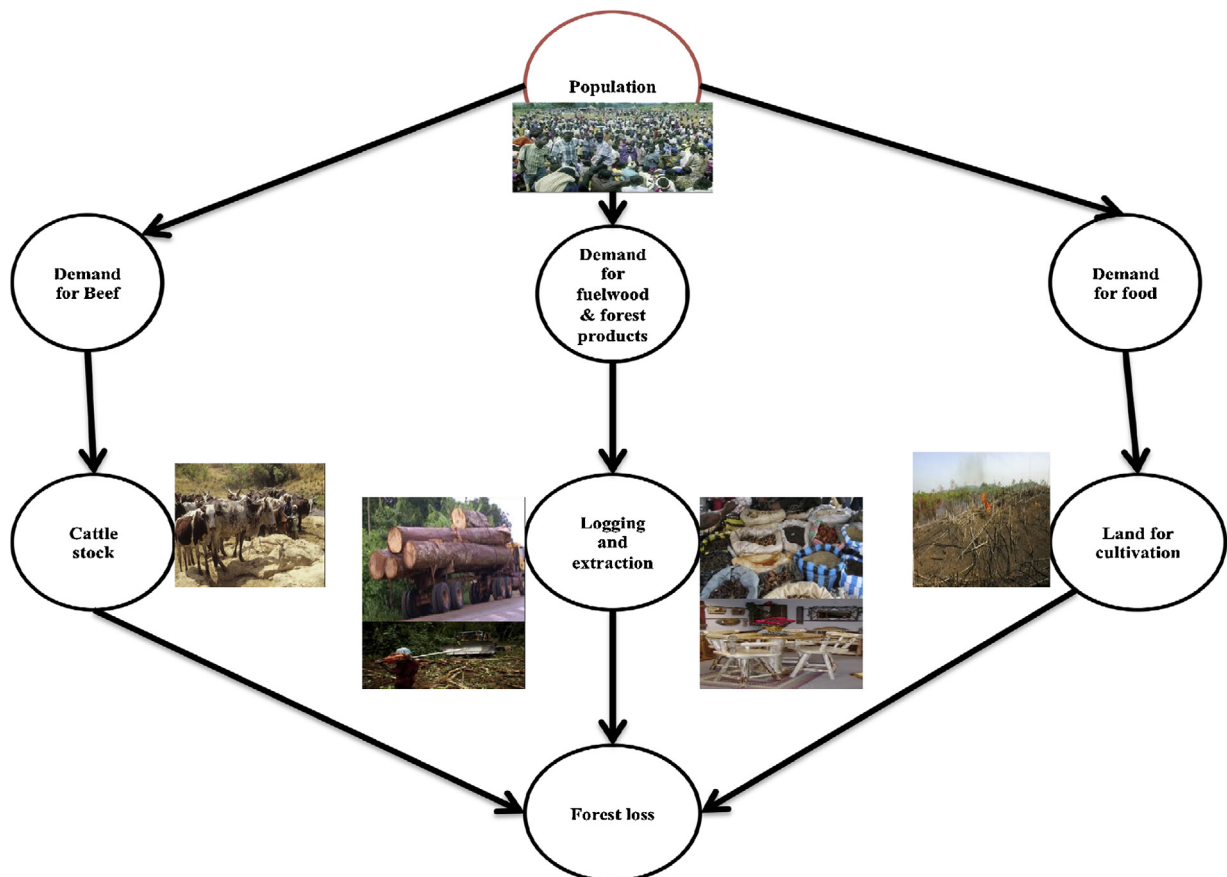 Population
Demand
for Beef
Demand
for
fuelwood
& forest
products
Demand
for food
Cattle
stock
Logging
and
extraction
Land for
cultivation
Forest loss